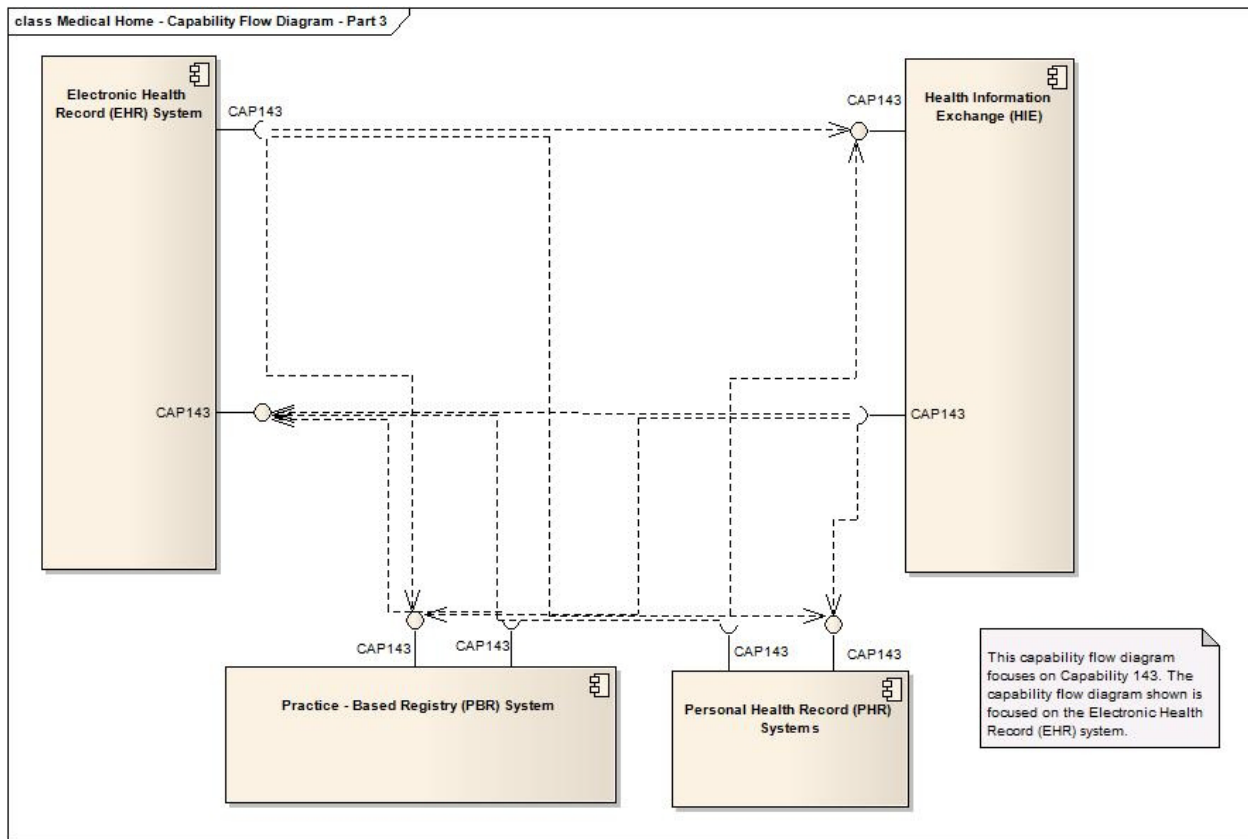 class Medical Home - Capability Flow Diagram - Part 3
Electronic Health
Record (EHR) System
CAP143
CAP143
Health Information
Exchange (HIE)
CAP143
CAP143
CAP143
CAP143
CAP143
CAP143
Practice - Based Registry (PBR) System
Personal Health Record (PHR)
Systems
This capability flow diagram
focuses on Capability 143. The
capability flow diagram shown is
focused on the Electronic Health
Record (EHR) system.